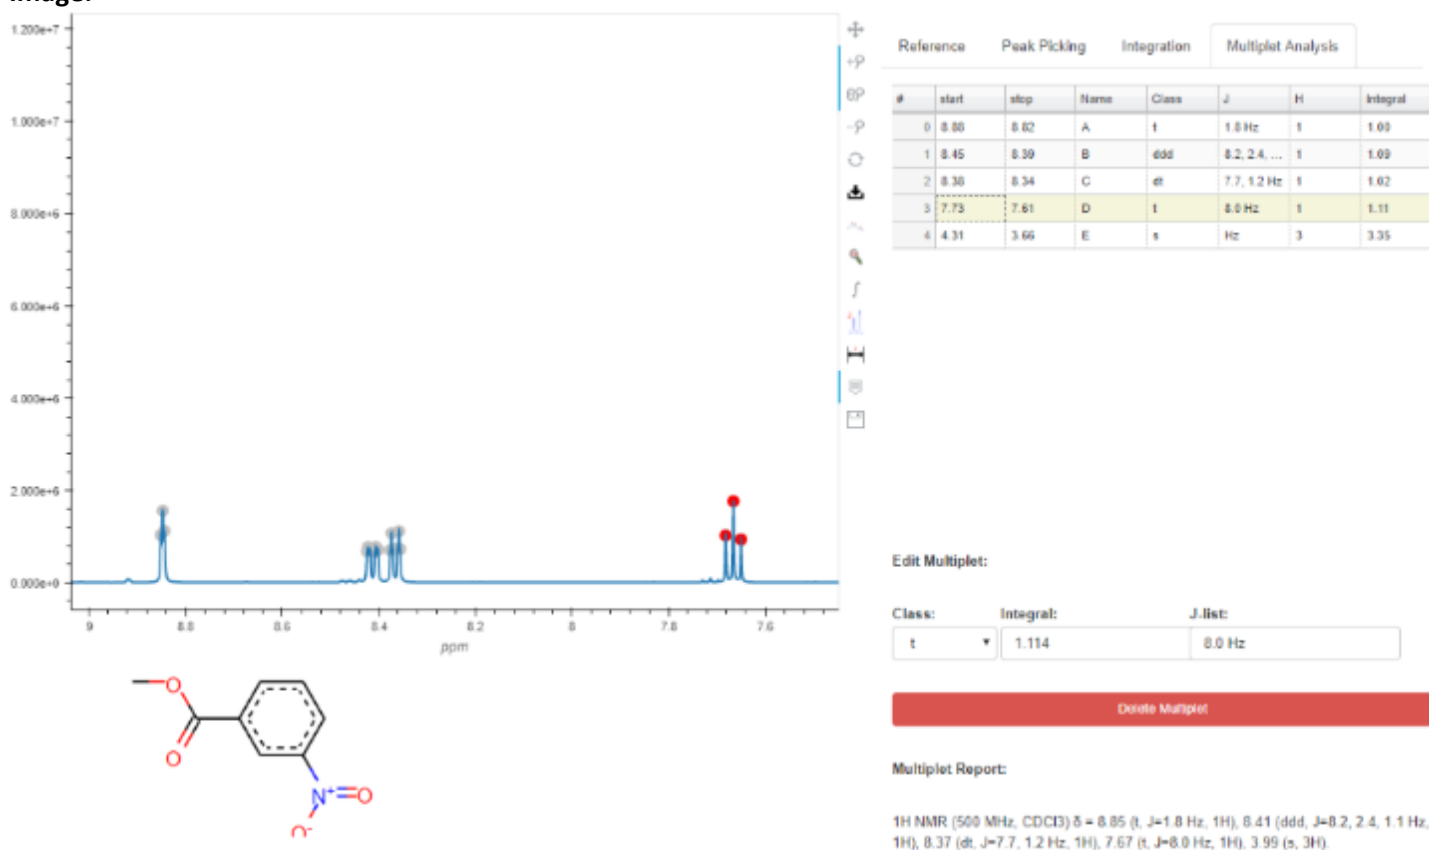 Image:
1.200e+7
1.000e+7
8.000e+6
6.000e+6
4.000e+6
2.000e+6
0.000e+0
9 8.8 8.6 8.4 8.2 8 7.8 7.6
ppm
O
O
N+ O
O-
Reference Peak Picking Integration Multiplet Analysis
# start stop Name Class J H Integral
0 8.88 8.82 A t 1.8 Hz 1 1.00
1 8.45 8.39 B ddd 8.2, 2.4, ... 1 1.09
2 8.38 8.34 C dt 7.7, 1.2 Hz 1 1.02
3 7.73 7.61 D t 8.0 Hz 1 1.11
4 4.31 3.66 E s Hz 3 3.35
Edit Multiplet:
Class: Integral: J-list:
t 1.114 8.0 Hz
Delete Multiplet
Multiplet Report:
1H NMR (500 MHz, CDCl3) δ = 8.85 (t, J=1.8 Hz, 1H), 8.41 (ddd, J=8.2, 2.4, 1.1 Hz,
1H), 8.37 (dt, J=7.7, 1.2 Hz, 1H), 7.67 (t, J=8.0 Hz, 1H), 3.99 (s, 3H).